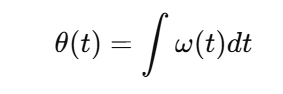 θ(t) = ∫ ω(t)dt